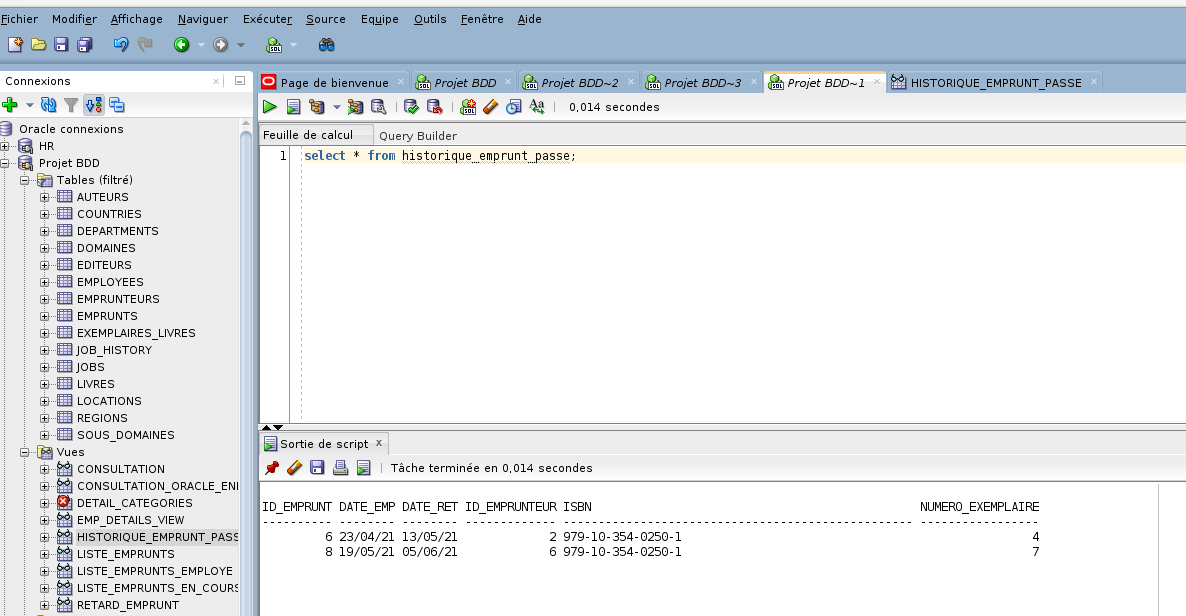 Fichier Modifier Affichage Naviguer Exécuter Source Equipe Outils Fenêtre Aide
Connexions
Page de bienvenue Projet BDD Projet BDD~2 Projet BDD~3 Projet BDD~1 HISTORIQUE_EMPRUNT_PASSE
0,014 secondes
Feuille de calcul Query Builder
1 select * from historique_emprunt_passe;
Oracle connexions
HR
Projet BDD
Tables (filtré)
AUTEURS
COUNTRIES
DEPARTMENTS
DOMAINES
EDITEURS
EMPLOYEES
EMPRUNTEURS
EMPRUNTS
EXEMPLAIRES_LIVRES
JOB_HISTORY
JOBS
LIVRES
LOCATIONS
REGIONS
SOUS_DOMAINES
Vues
CONSULTATION
CONSULTATION_ORACLE_EN
DETAIL_CATEGORIES
EMP_DETAILS_VIEW
HISTORIQUE_EMPRUNT_PASS
LISTE_EMPRUNTS
LISTE_EMPRUNTS_EMPLOYE
LISTE_EMPRUNTS_EN_COURS
RETARD_EMPRUNT
Sortie de script
Tâche terminée en 0,014 secondes
ID_EMPRUNT DATE_EMP DATE_RET ID_EMPRUNTEUR ISBN NUMERO_EXEMPLAIRE
6 23/04/21 13/05/21 2 979-10-354-0250-1 4
8 19/05/21 05/06/21 6 979-10-354-0250-1 7